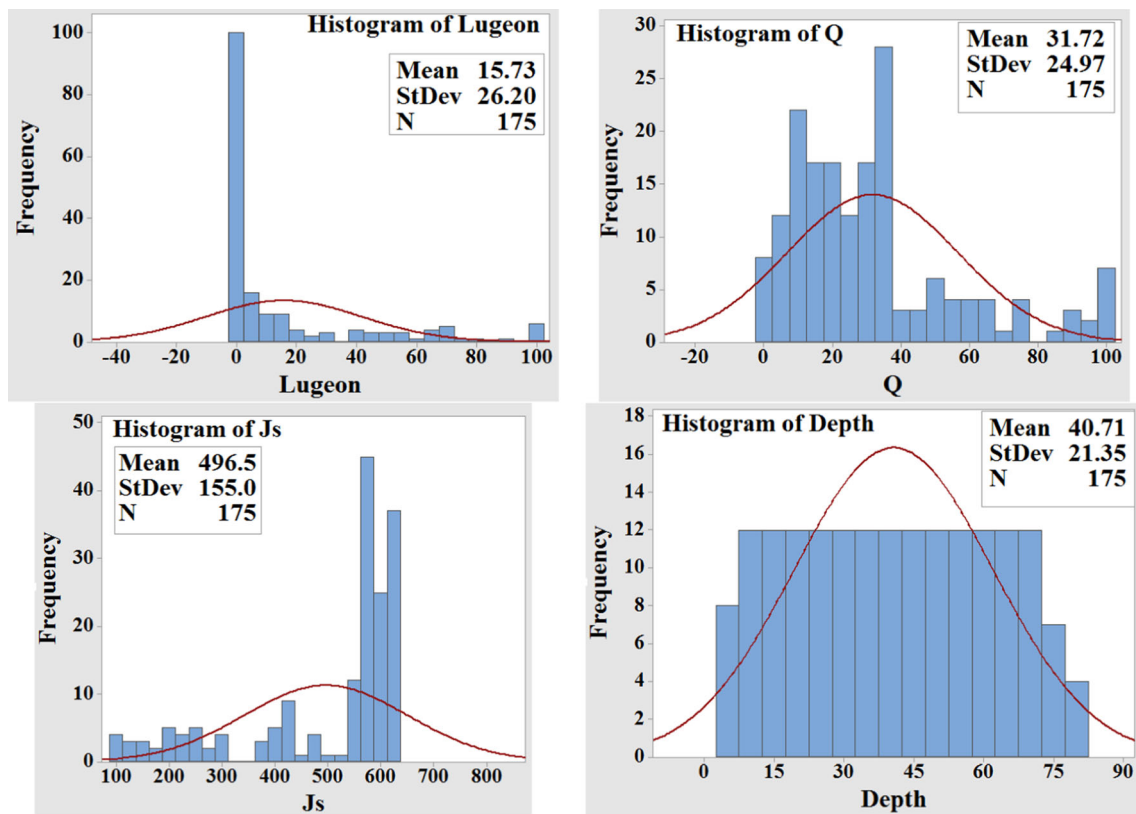 Histogram of Lugeon
Mean 15.73
StDev 26.20
N 175
Frequency
100
80
60
40
20
0
-40 -20 0 20 40 60 80 100
Lugeon
Histogram of Q
Mean 31.72
StDev 24.97
N 175
Frequency
30
25
20
15
10
5
0
-20 0 20 40 60 80 100
Q
Histogram of Js
Mean 496.5
StDev 155.0
N 175
Frequency
50
40
30
20
10
0
100 200 300 400 500 600 700 800
Js
Histogram of Depth
Mean 40.71
StDev 21.35
N 175
Frequency
18
16
14
12
10
8
6
4
2
0
0 15 30 45 60 75 90
Depth